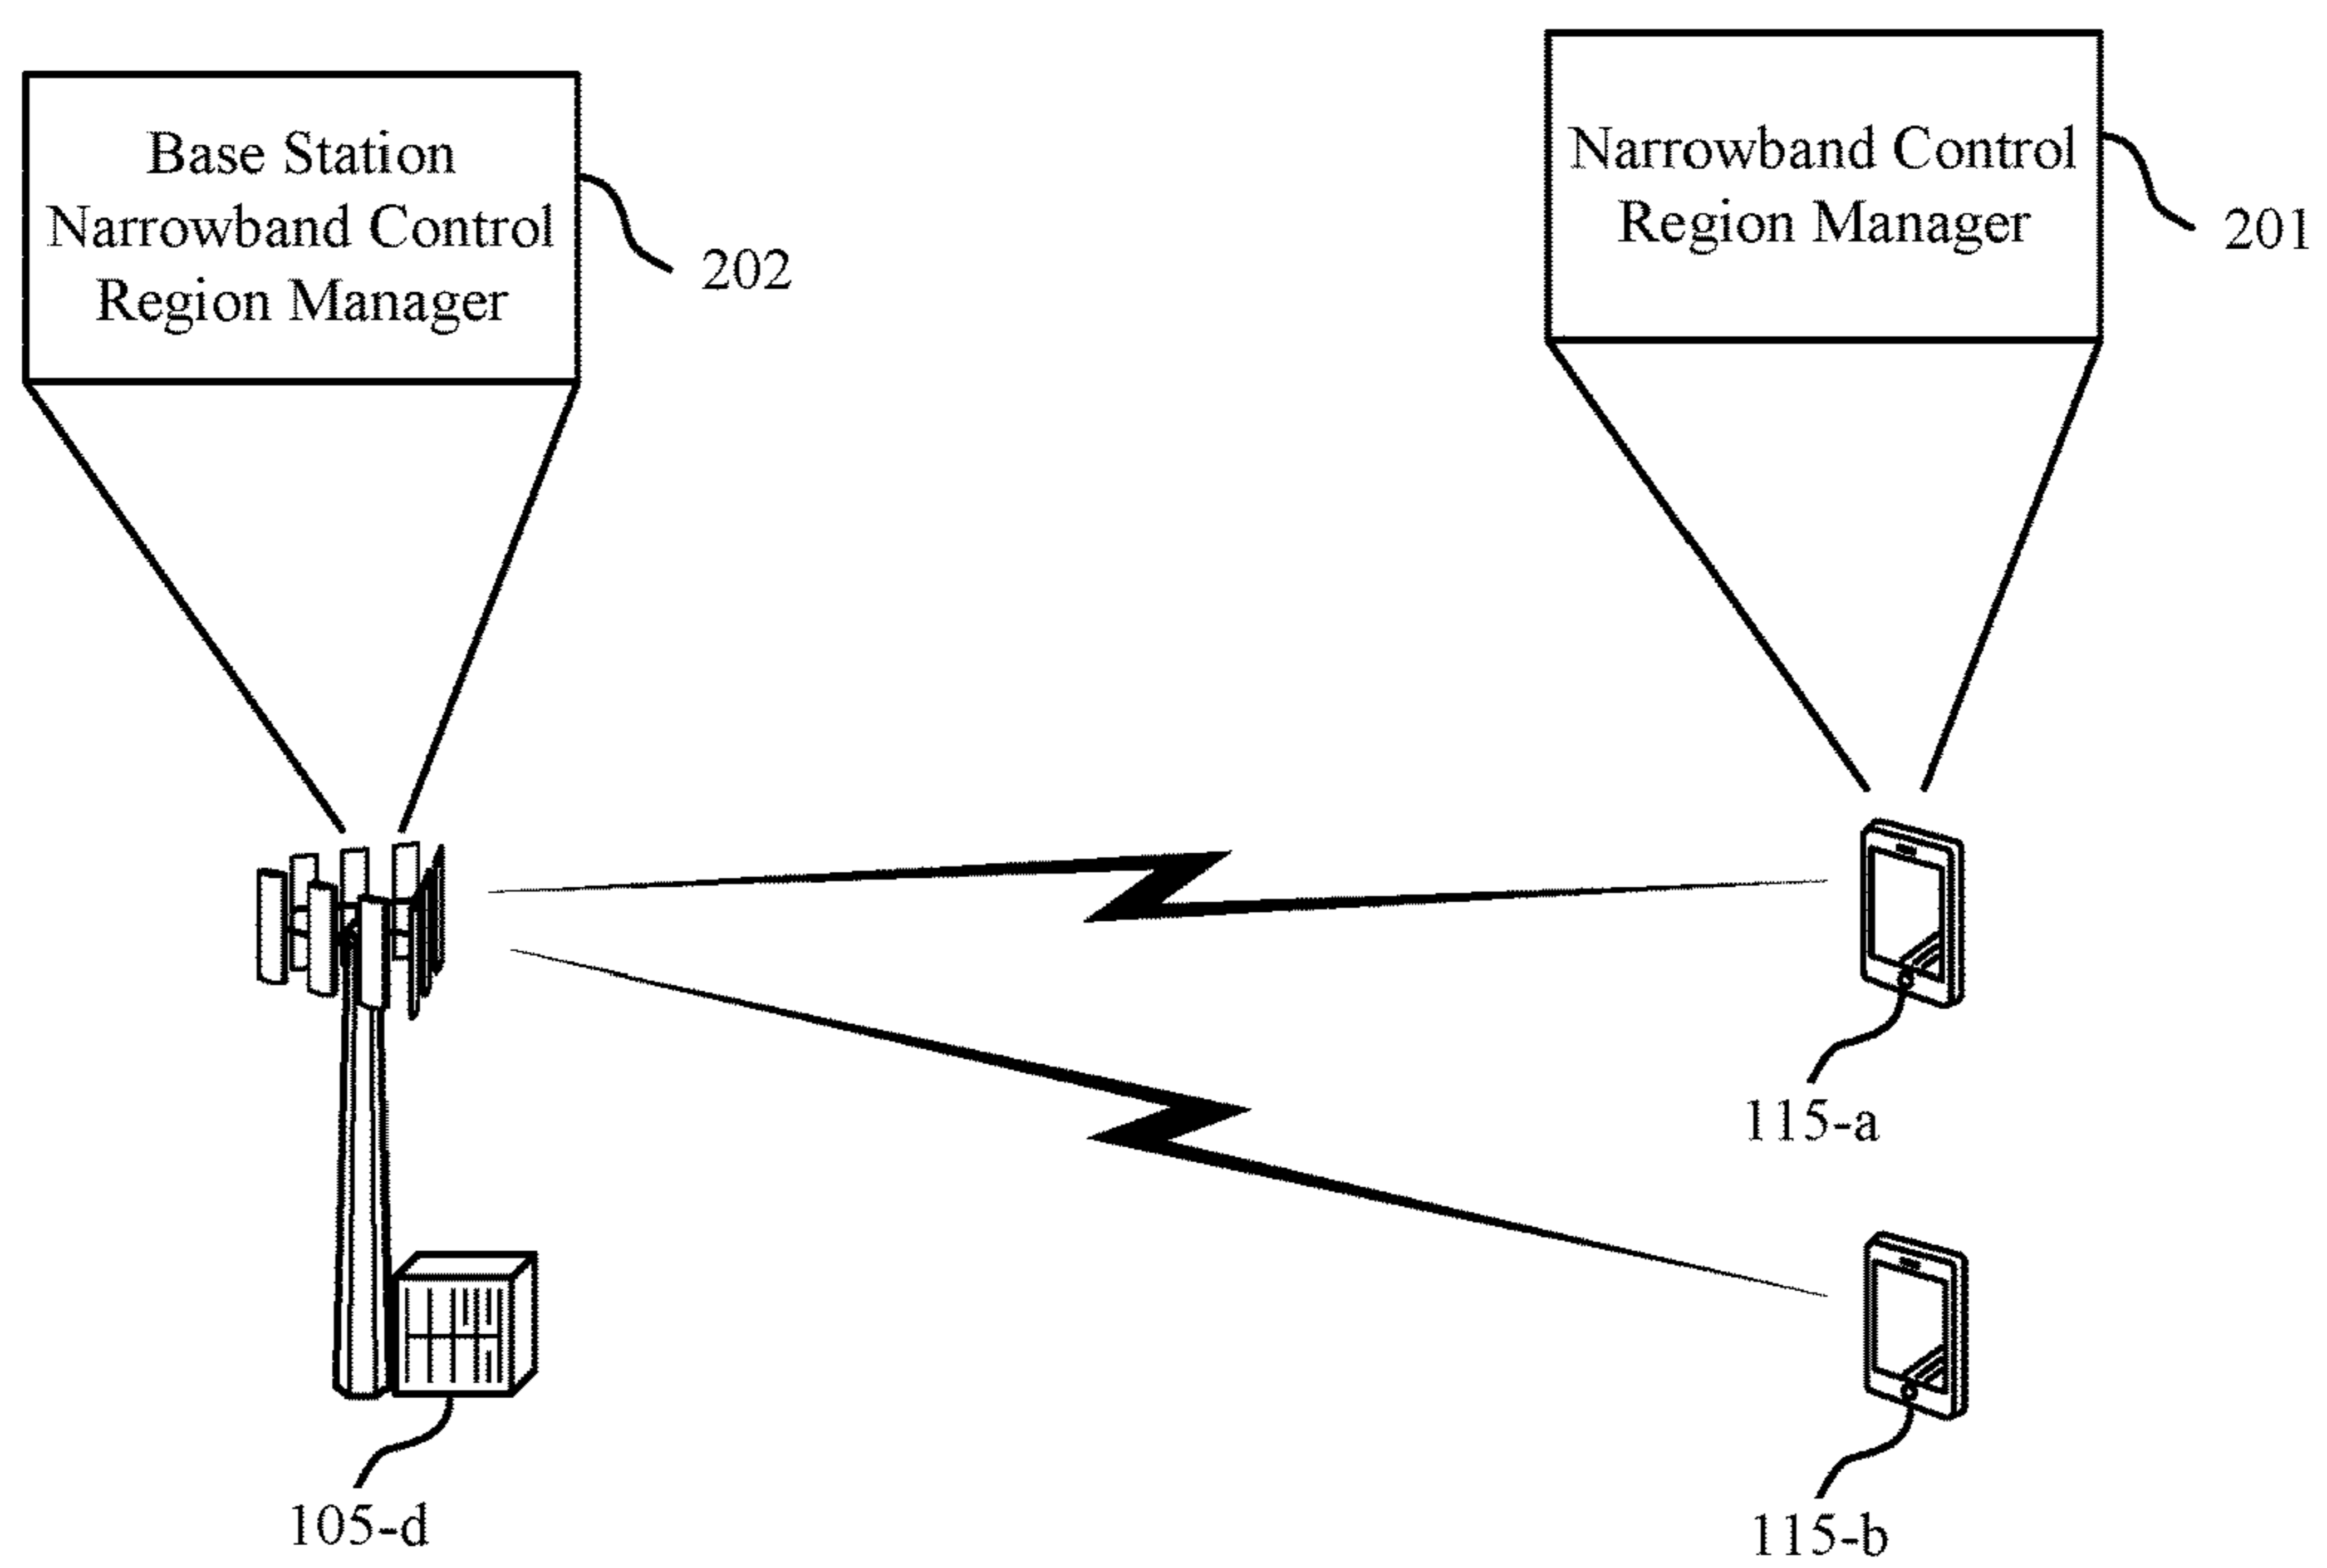 Base Station
Narrowband Control
Region Manager
202
Narrowband Control
Region Manager
201
115-a
105-d
115-b